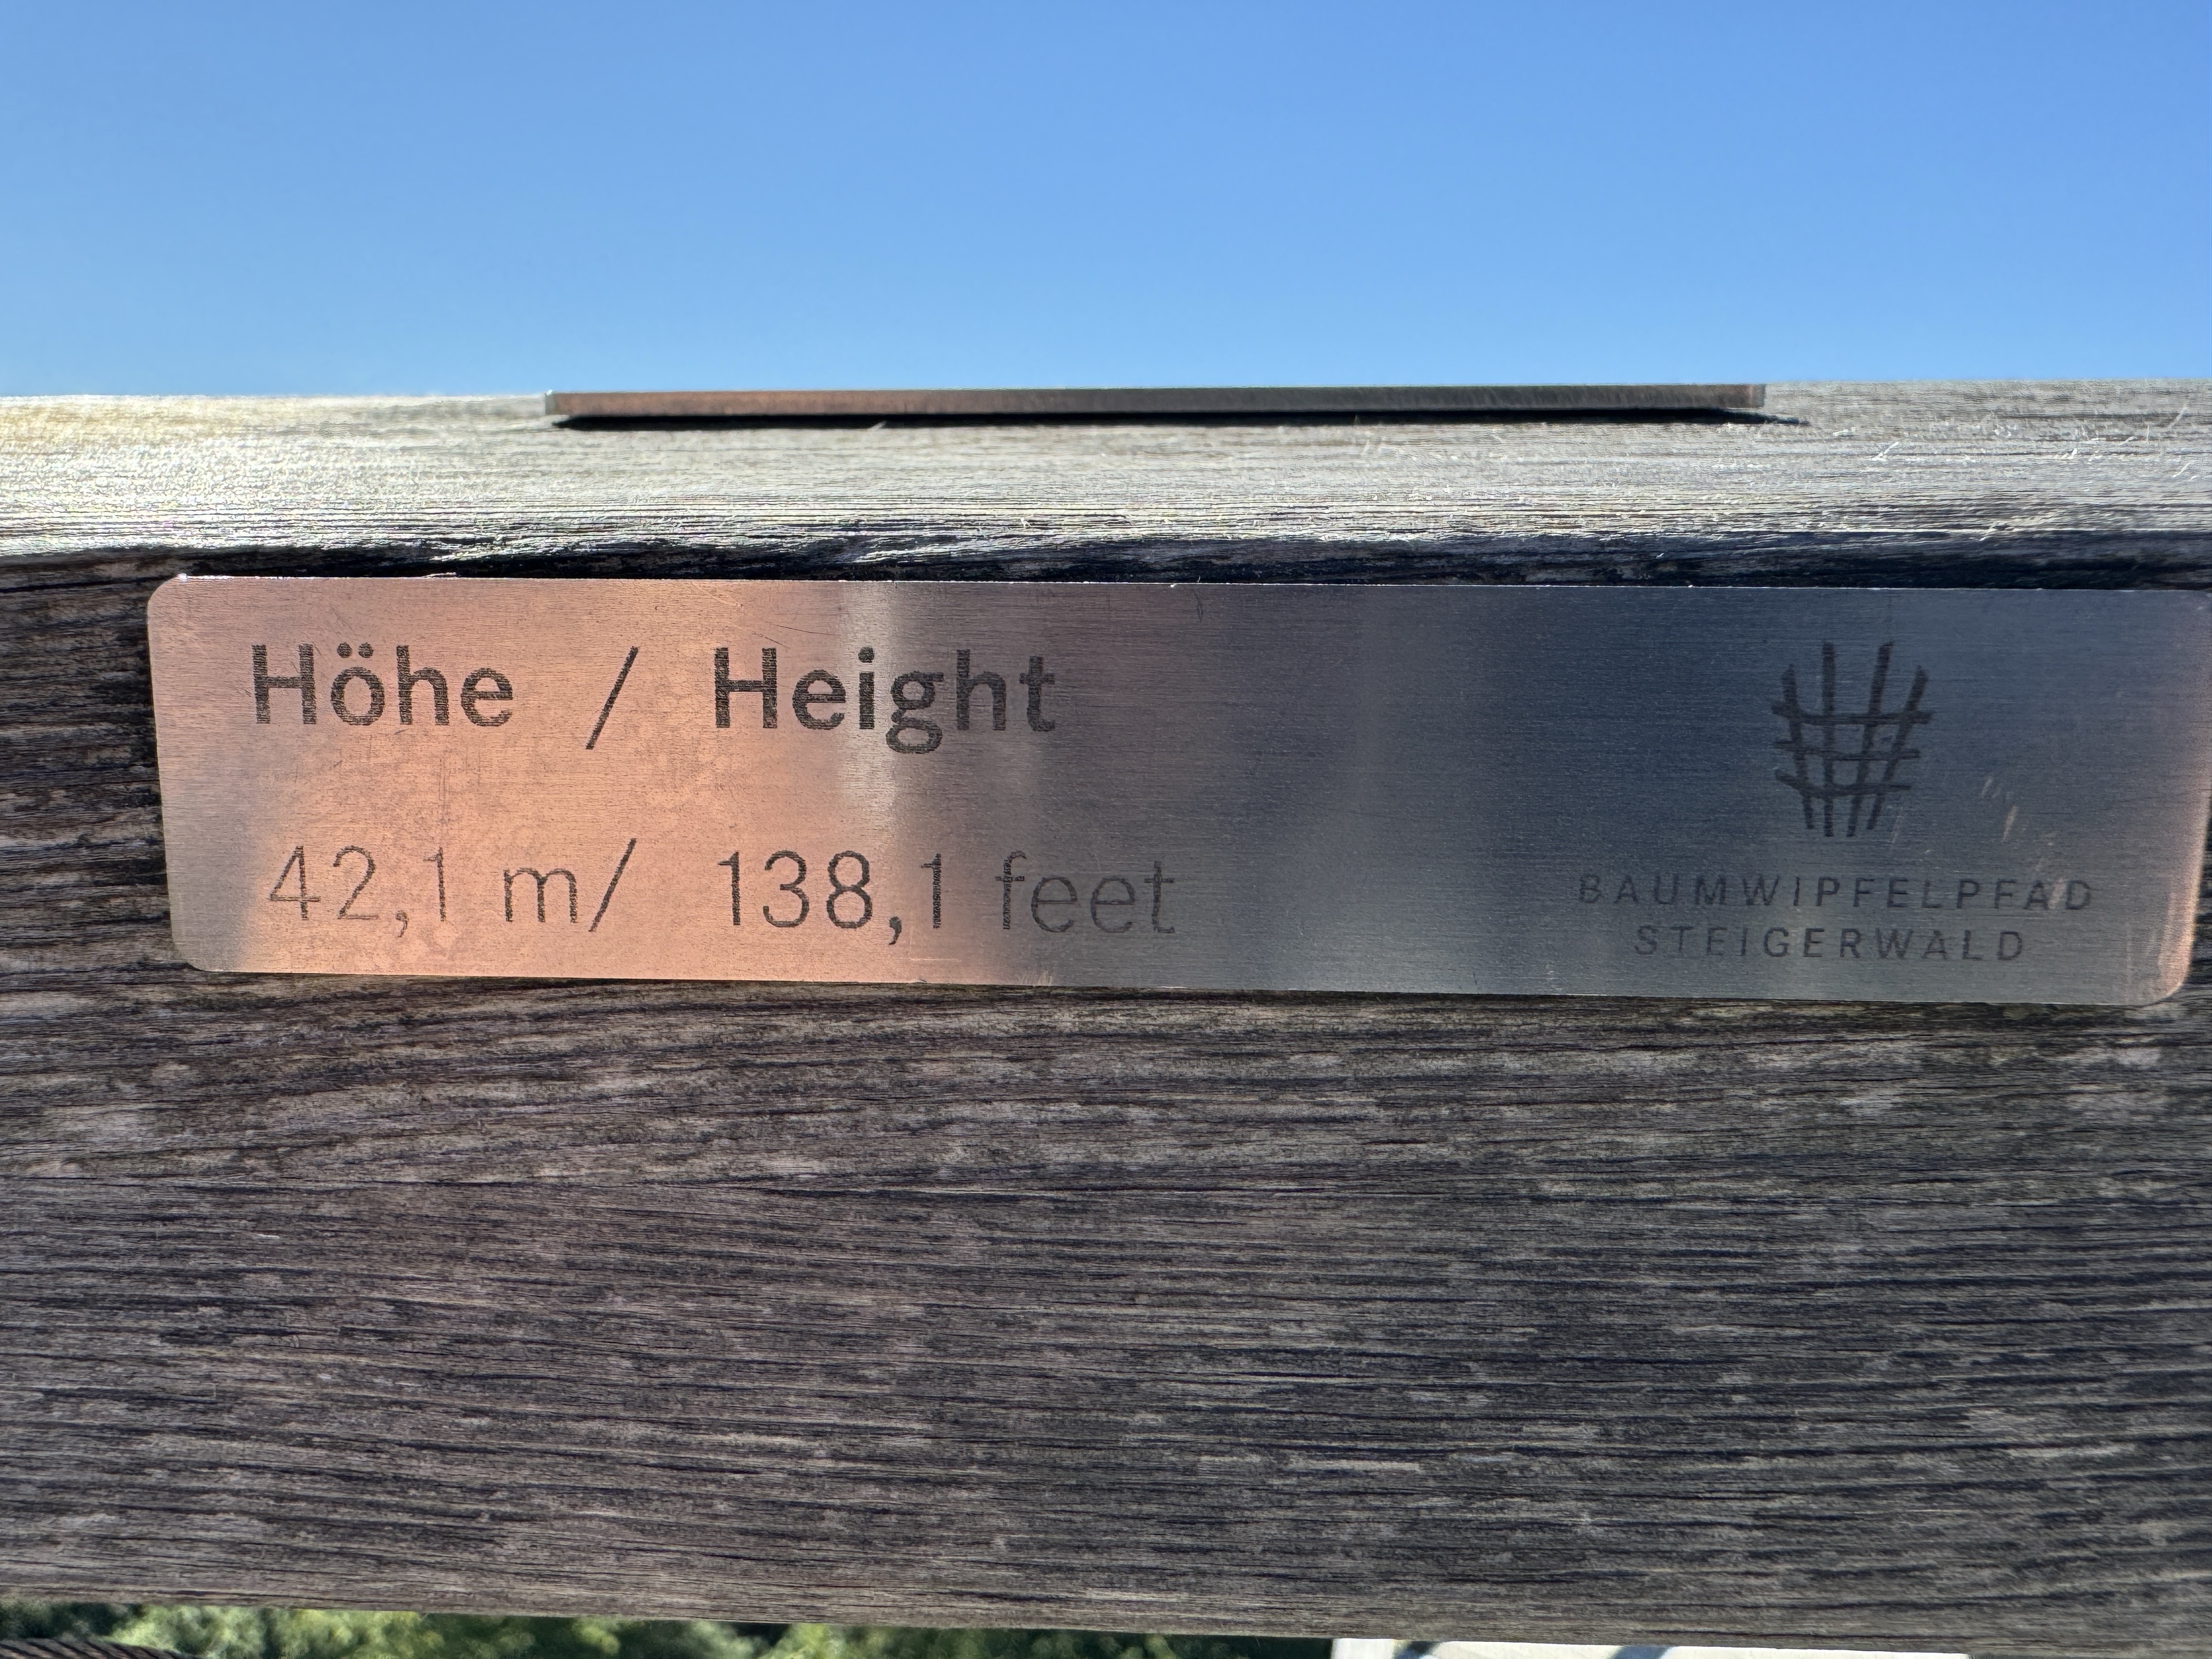 Höhe / Height
42,1 m/ 138,1 feet
BAUMWIPFELPFAD
STEIGERWALD